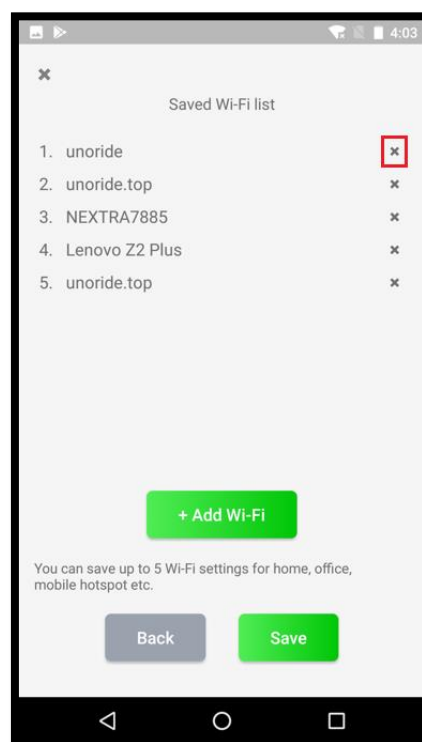 4:03
Saved Wi-Fi list
1. unoride
2. unoride.top
3. NEXTRA7885
4. Lenovo Z2 Plus
5. unoride.top
+ Add Wi-Fi
You can save up to 5 Wi-Fi settings for home, office,
mobile hotspot etc.
Back Save